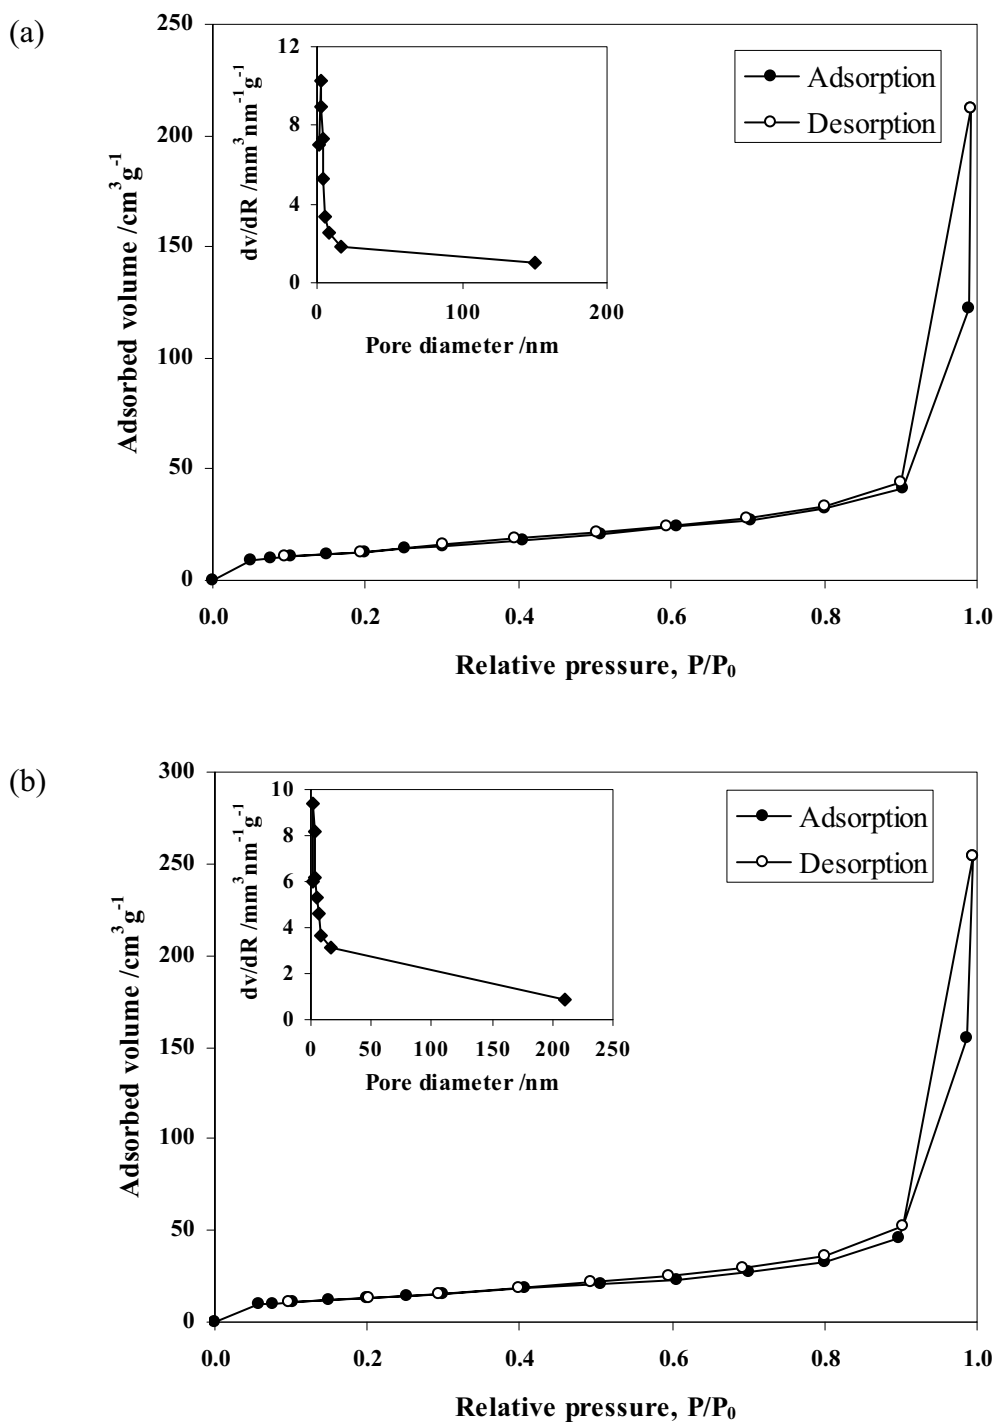 (a)
250
200
150
100
50
0
Adsorbed volume /cm³g⁻¹
0.0 0.2 0.4 0.6 0.8 1.0
Relative pressure, P/P₀
Adsorption
Desorption
12
8
4
0
dv/dR /mm³nm⁻¹g⁻¹
0 100 200
Pore diameter /nm
(b)
300
250
200
150
100
50
0
Adsorbed volume /cm³g⁻¹
0.0 0.2 0.4 0.6 0.8 1.0
Relative pressure, P/P₀
Adsorption
Desorption
10
8
6
4
2
0
dv/dR /mm³nm⁻¹g⁻¹
0 50 100 150 200 250
Pore diameter /nm